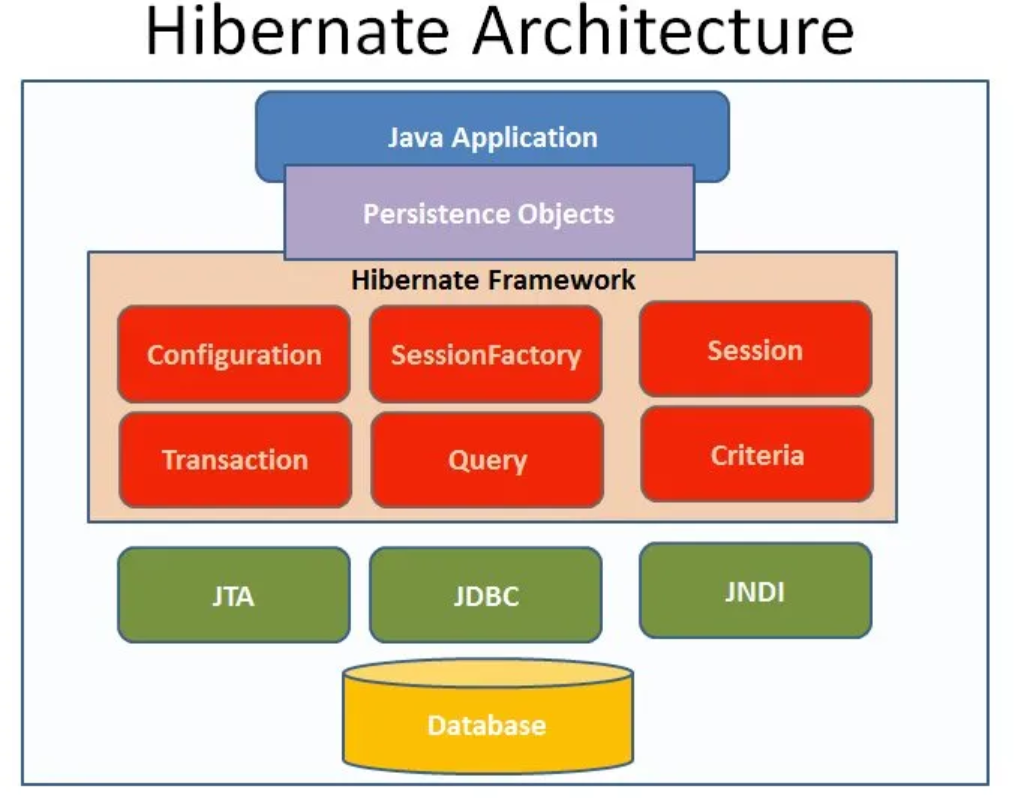 Hibernate Architecture
Java Application
Persistence Objects
Hibernate Framework
Configuration
SessionFactory
Session
Transaction
Query
Criteria
JTA
JDBC
JNDI
Database